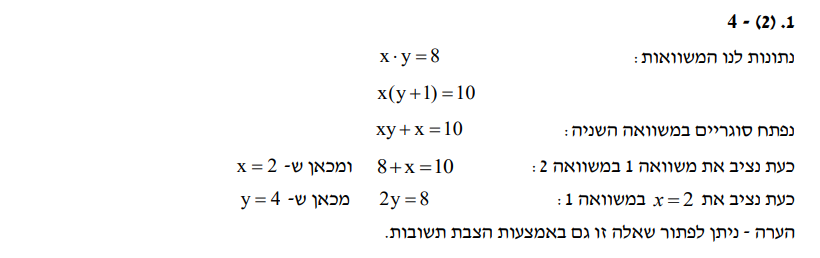 1. (2) - 4
נתונות לנו המשוואות: x · y = 8
x(y+1) = 10
נפתח סוגריים במשוואה השניה: xy + x = 10
כעת נציב את משוואה 1 במשוואה 2: 8 + x = 10 ומכאן ש- x = 2
כעת נציב את x = 2 במשוואה 1: 2y = 8 מכאן ש- y = 4
הערה - ניתן לפתור שאלה זו גם באמצעות הצבת תשובות.